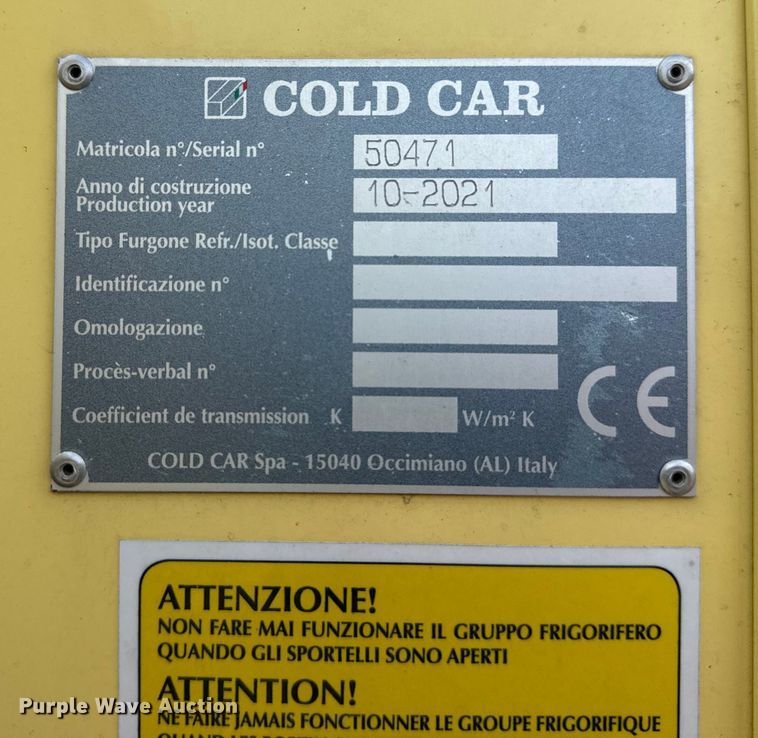 COLD CAR
Matricola n°/Serial n° 50471
Anno di costruzione
Production year 10-2021
Tipo Furgone Refr./Isot. Classe
Identificazione n°
Omologazione
Procès-verbal n°
Coefficient de transmission K W/m² K
CE
COLD CAR Spa - 15040 Occimiano (AL) Italy
ATTENZIONE!
NON FARE MAI FUNZIONARE IL GRUPPO FRIGORIFERO
QUANDO GLI SPORTELLI SONO APERTI
ATTENTION!
NE FAIRE JAMAIS FONCTIONNER LE GROUPE FRIGORIFIQUE
Purple Wave Auction